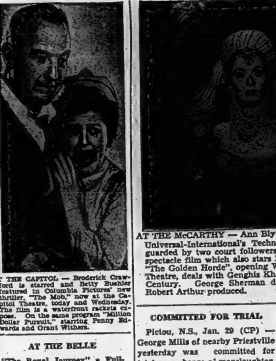 AT THE CAPITOL — Broderick Craw-
ford is starred and Betty Buehler
featured in Columbia Pictures' new
thriller, "The Mob," now at the Ca-
pitol Theatre, today and Wednesday.
The film is a waterfront rackets ex-
pose. On the same program "Million
Dollar Pursuit," starring Penny Ed-
wards and Grant Withers.
AT THE BELLE
"The Royal Journey," a
AT THE McCARTHY — Ann Bly
Universal-International's Techn
guarded by two court followers
spectacle film which also stars
"The Golden Horde", opening W
Theatre, deals with Genghis Kh
Century. George Sherman d
Robert Arthur produced.
COMMITTED FOR TRIAL
Pictou, N.S., Jan. 29 (CP) —
George Mills of nearby Priestville
yesterday was committed f